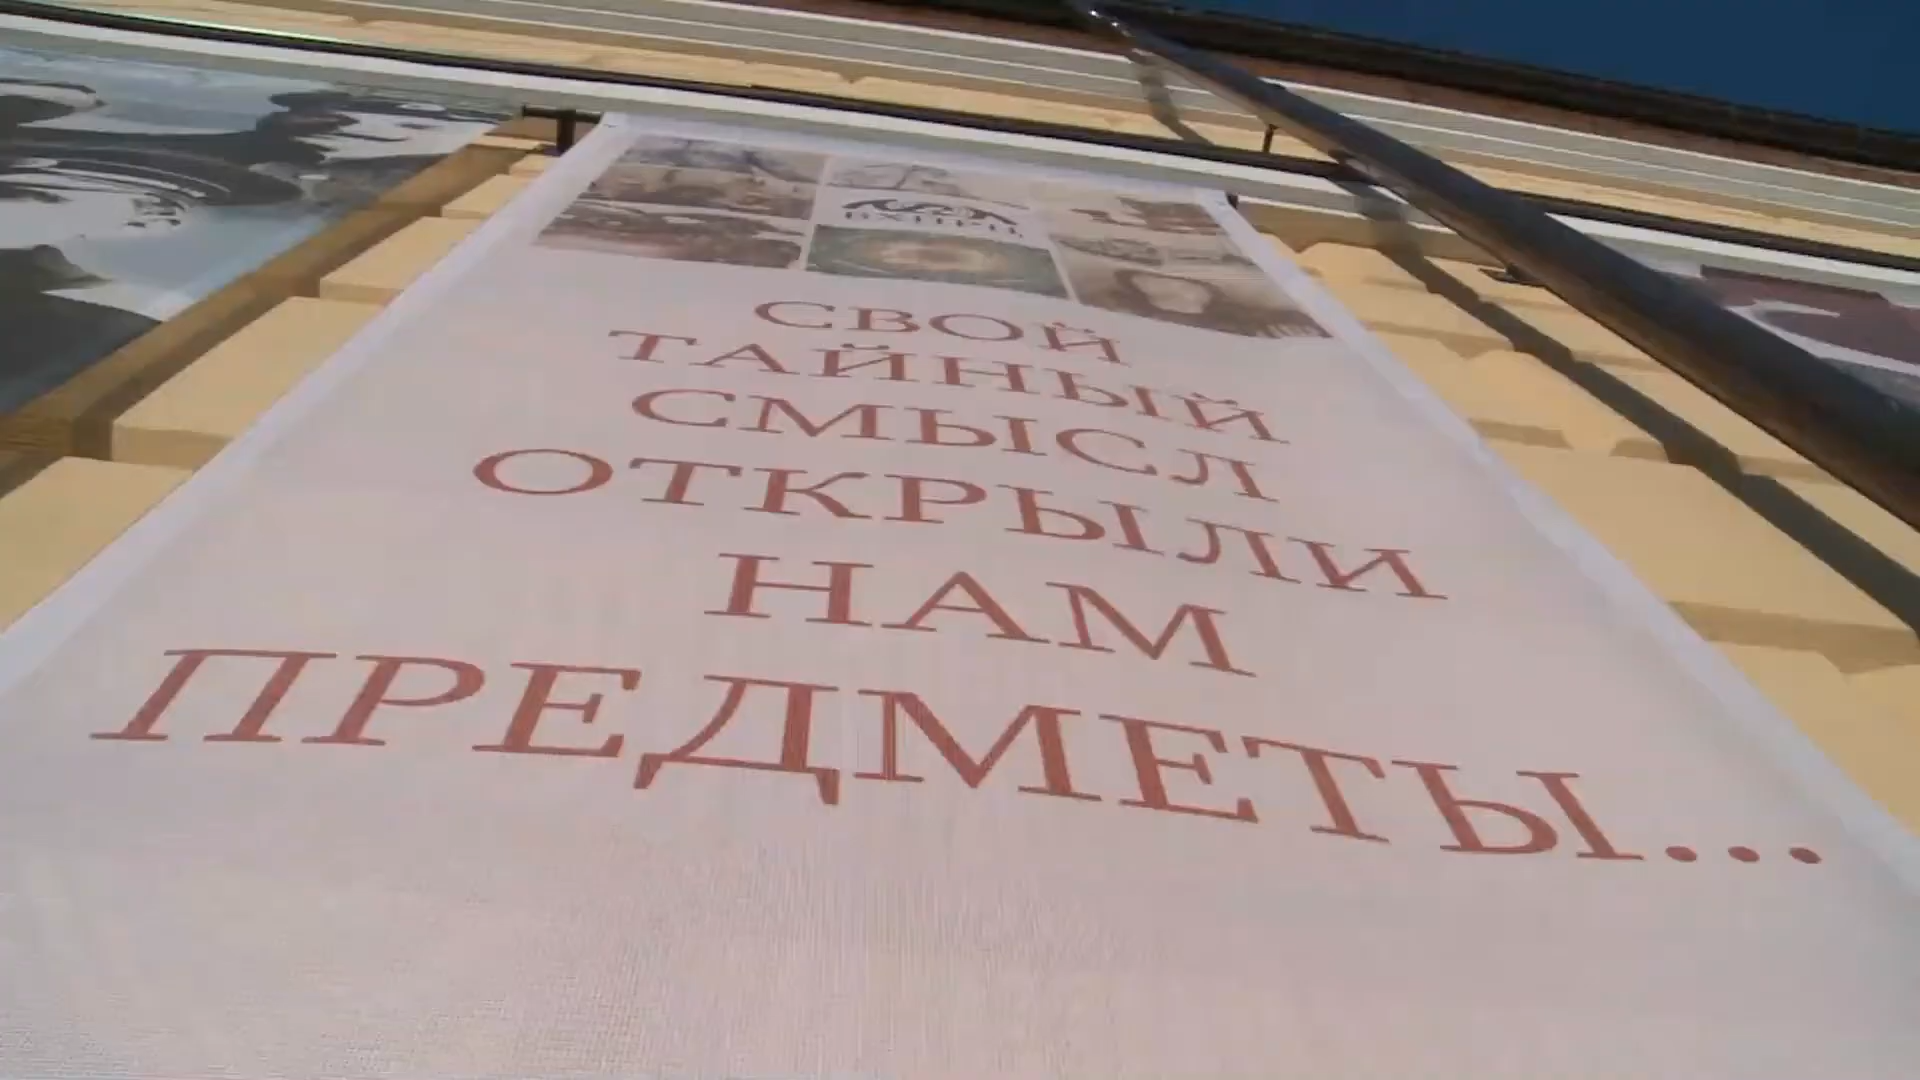 СВОЙ
ТАЙНЫЙ
СМЫСЛ
ОТКРЫЛИ
НАМ
ПРЕДМЕТЫ...